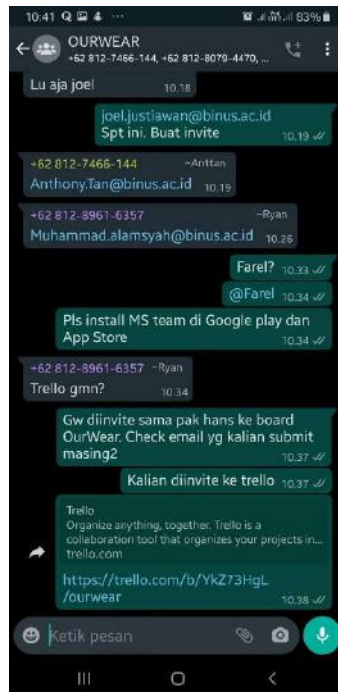 10:41
83%
OURWEAR
+62 812-7466-144, +62 812-8079-4470, ...
Lu aja joel
10.18
joel.justiawan@binus.ac.id
Spt ini. Buat invite
10.19
+62 812-7466-144 ~Anttan
Anthony.Tan@binus.ac.id 10.19
+62 812-8961-6357 ~Ryan
Muhammad.alamsyah@binus.ac.id 10.26
Farel? 10.33
@Farel 10.34
Pls install MS team di Google play dan
App Store
10.34
+62 812-8961-6357 ~Ryan
Trello gmn?
10.34
Gw diinvite sama pak hans ke board
OurWear. Check email yg kalian submit
masing2
10.37
Kalian diinvite ke trello 10.37
Trello
Organize anything, together. Trello is a
collaboration tool that organizes your projects in...
trello.com
https://trello.com/b/YkZ73HgL
/ourwear
10.38
Ketik pesan